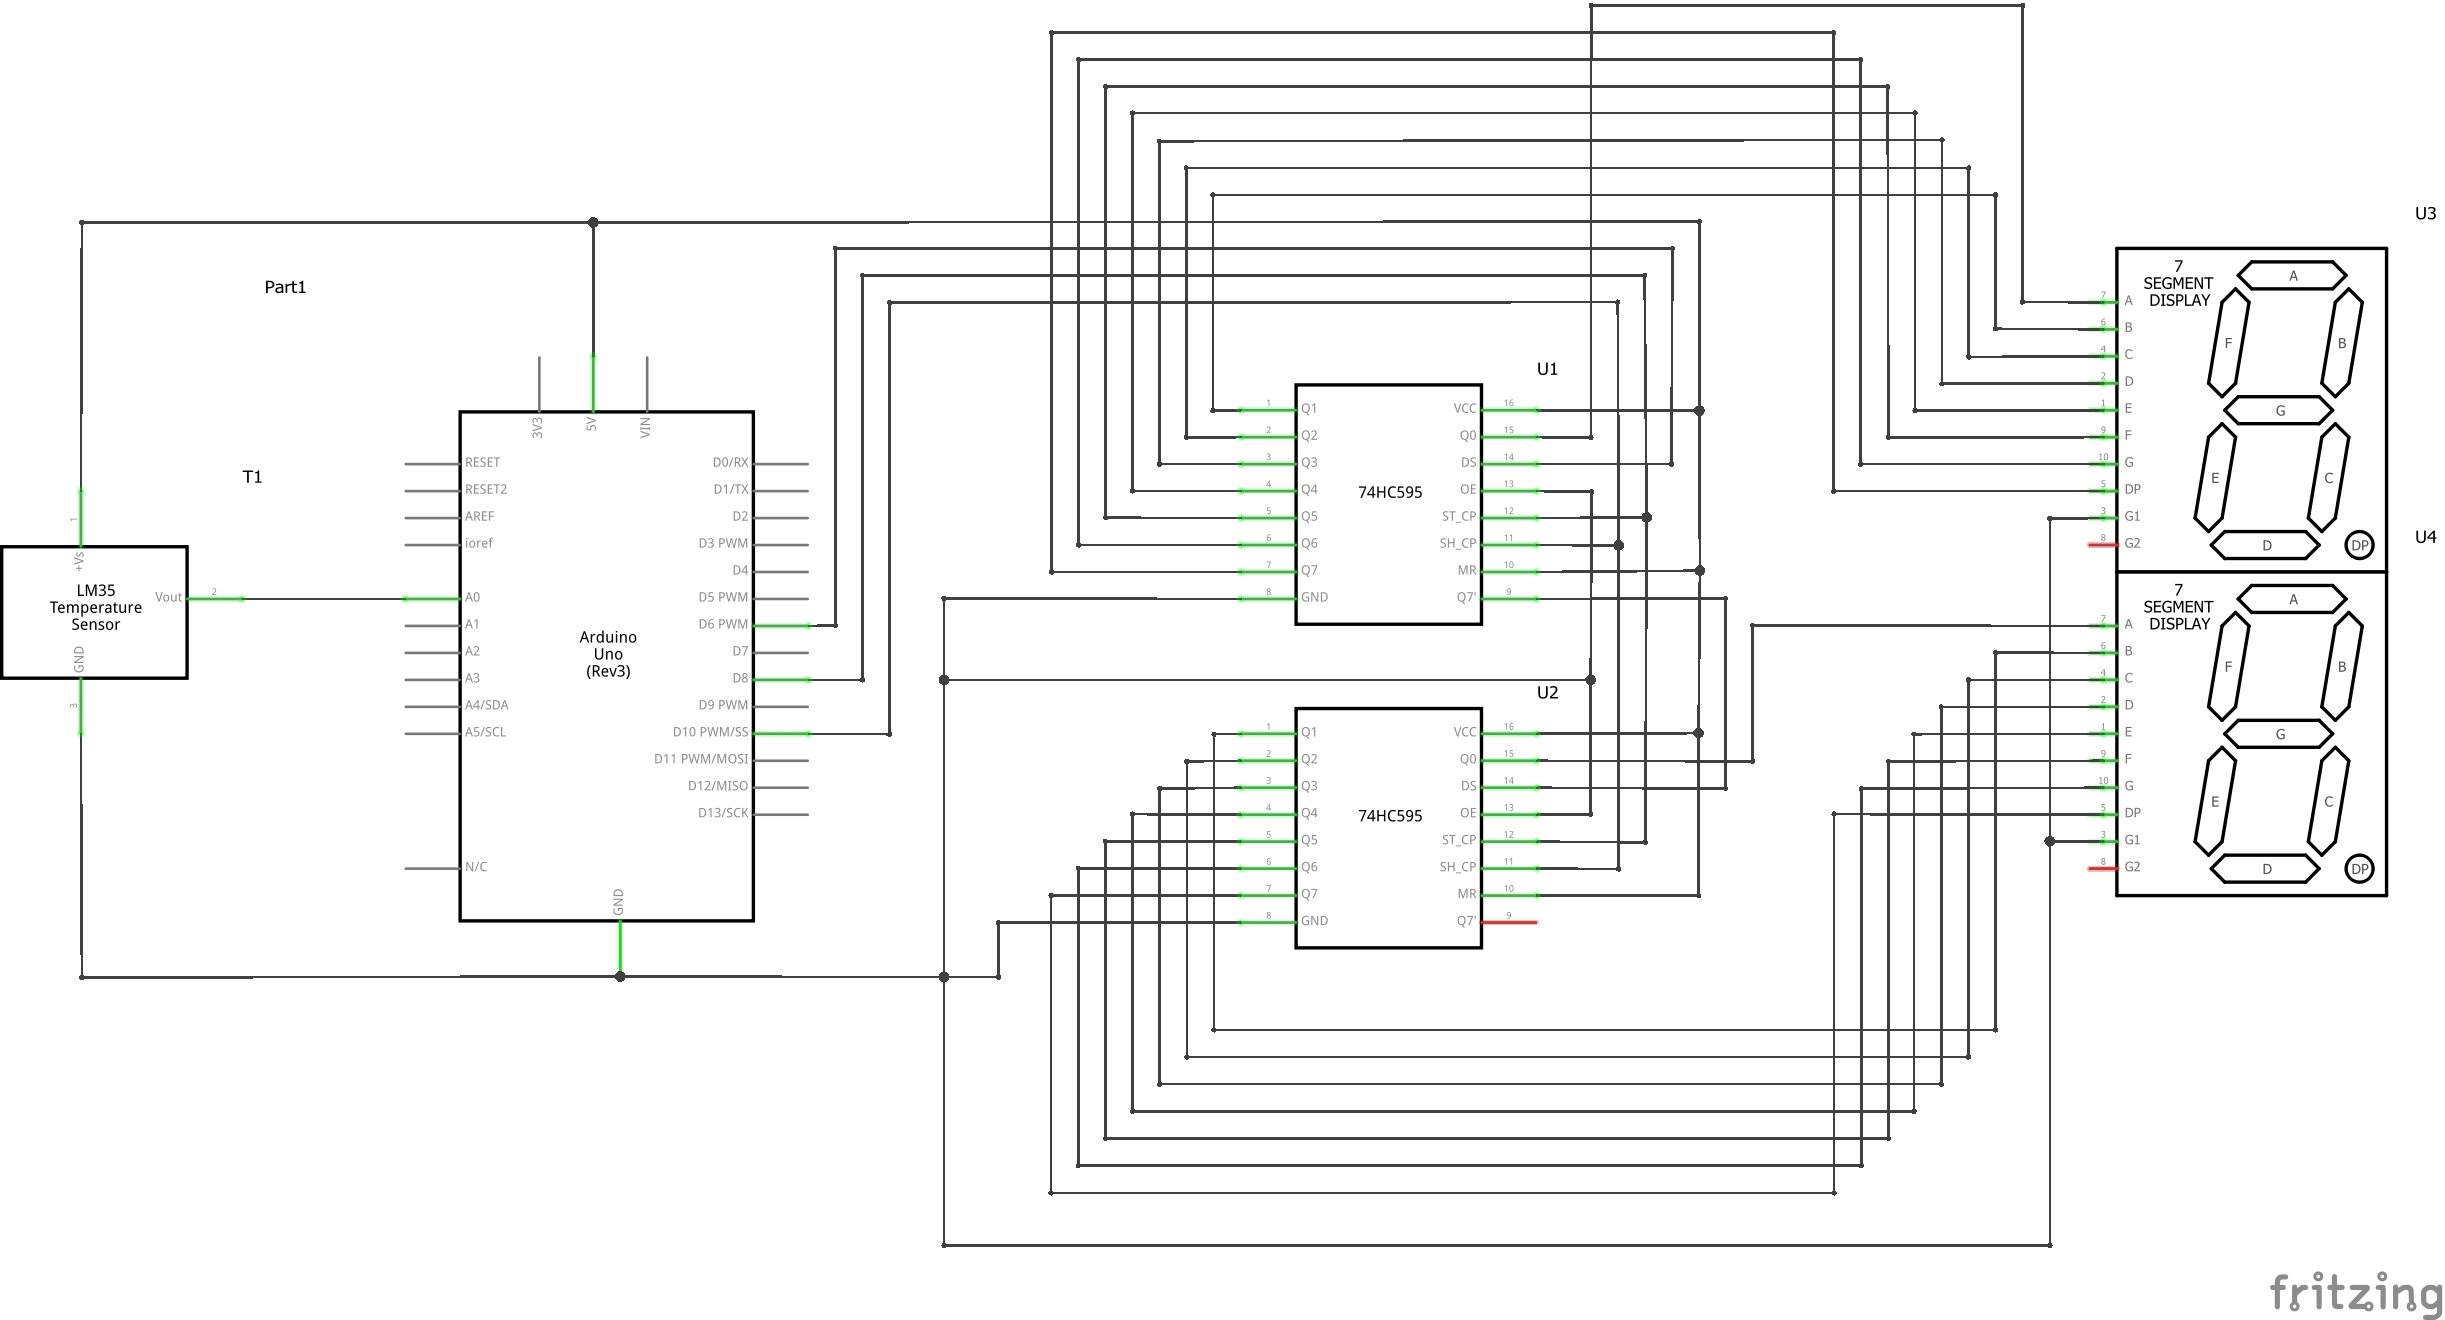 U3
Part1
T1
1
+Vs
LM35
Temperature
Sensor
Vout
2
GND
3
3V3
5V
VIN
RESET
RESET2
AREF
ioref
A0
A1
A2
A3
A4/SDA
A5/SCL
N/C
Arduino
Uno
(Rev3)
D0/RX
D1/TX
D2
D3 PWM
D4
D5 PWM
D6 PWM
D7
D8
D9 PWM
D10 PWM/SS
D11 PWM/MOSI
D12/MISO
D13/SCK
GND
U1
1 Q1
2 Q2
3 Q3
4 Q4
5 Q5
6 Q6
7 Q7
8 GND
74HC595
VCC 16
Q0 15
DS 14
OE 13
ST_CP 12
SH_CP 11
MR 10
Q7' 9
U2
1 Q1
2 Q2
3 Q3
4 Q4
5 Q5
6 Q6
7 Q7
8 GND
74HC595
VCC 16
Q0 15
DS 14
OE 13
ST_CP 12
SH_CP 11
MR 10
Q7' 9
7
SEGMENT
DISPLAY
7 A
6 B
4 C
2 D
1 E
9 F
10 G
5 DP
3 G1
8 G2
A
F
B
G
E
C
D
DP
U4
7
SEGMENT
DISPLAY
7 A
6 B
4 C
2 D
1 E
9 F
10 G
5 DP
3 G1
8 G2
A
F
B
G
E
C
D
DP
fritzing